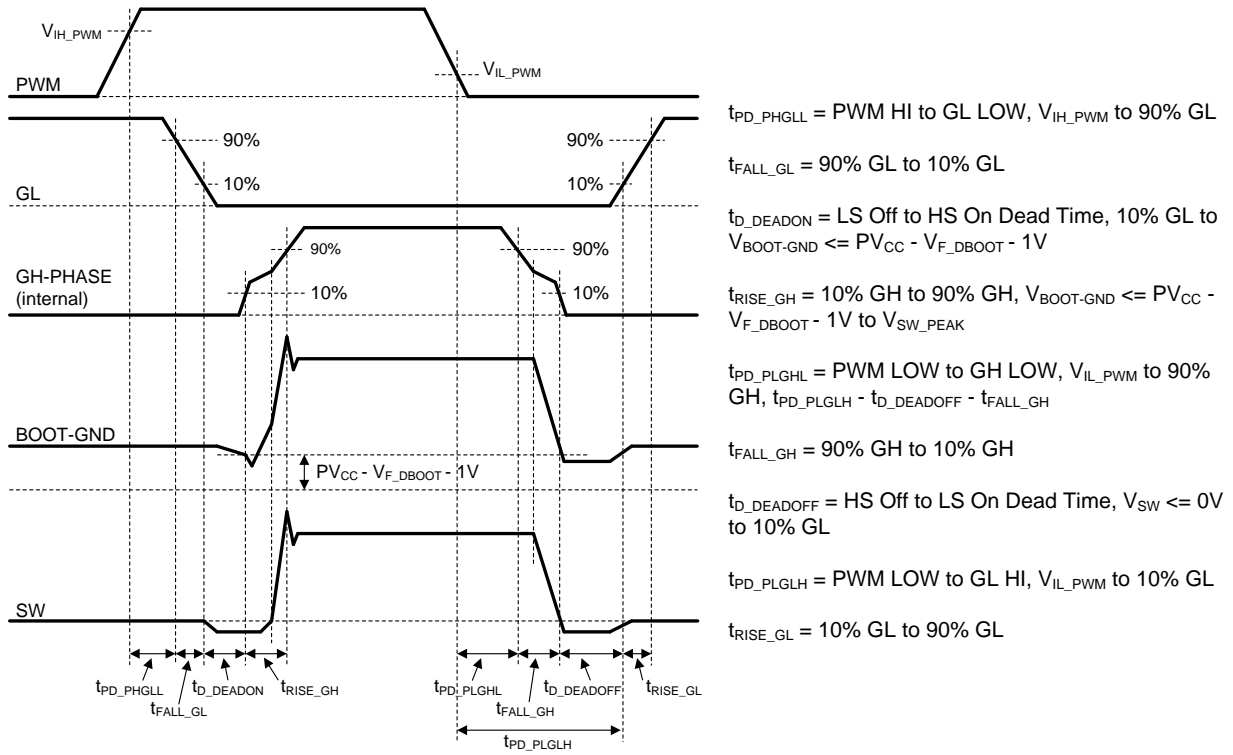 V_IH_PWM
V_IL_PWM
PWM
90%
90%
10%
10%
GL
90%
90%
GH-PHASE
(internal)
10%
10%
BOOT-GND
PV_CC - V_F_DBOOT - 1V
SW
t_PD_PHGLL
t_D_DEADON
t_RISE_GH
t_PD_PLGHL
t_D_DEADOFF
t_RISE_GL
t_FALL_GL
t_FALL_GH
t_PD_PLGLH
t_PD_PHGLL = PWM HI to GL LOW, V_IH_PWM to 90% GL
t_FALL_GL = 90% GL to 10% GL
t_D_DEADON = LS Off to HS On Dead Time, 10% GL to
V_BOOT-GND <= PV_CC - V_F_DBOOT - 1V
t_RISE_GH = 10% GH to 90% GH, V_BOOT-GND <= PV_CC -
V_F_DBOOT - 1V to V_SW_PEAK
t_PD_PLGHL = PWM LOW to GH LOW, V_IL_PWM to 90%
GH, t_PD_PLGLH - t_D_DEADOFF - t_FALL_GH
t_FALL_GH = 90% GH to 10% GH
t_D_DEADOFF = HS Off to LS On Dead Time, V_SW <= 0V
to 10% GL
t_PD_PLGLH = PWM LOW to GL HI, V_IL_PWM to 10% GL
t_RISE_GL = 10% GL to 90% GL